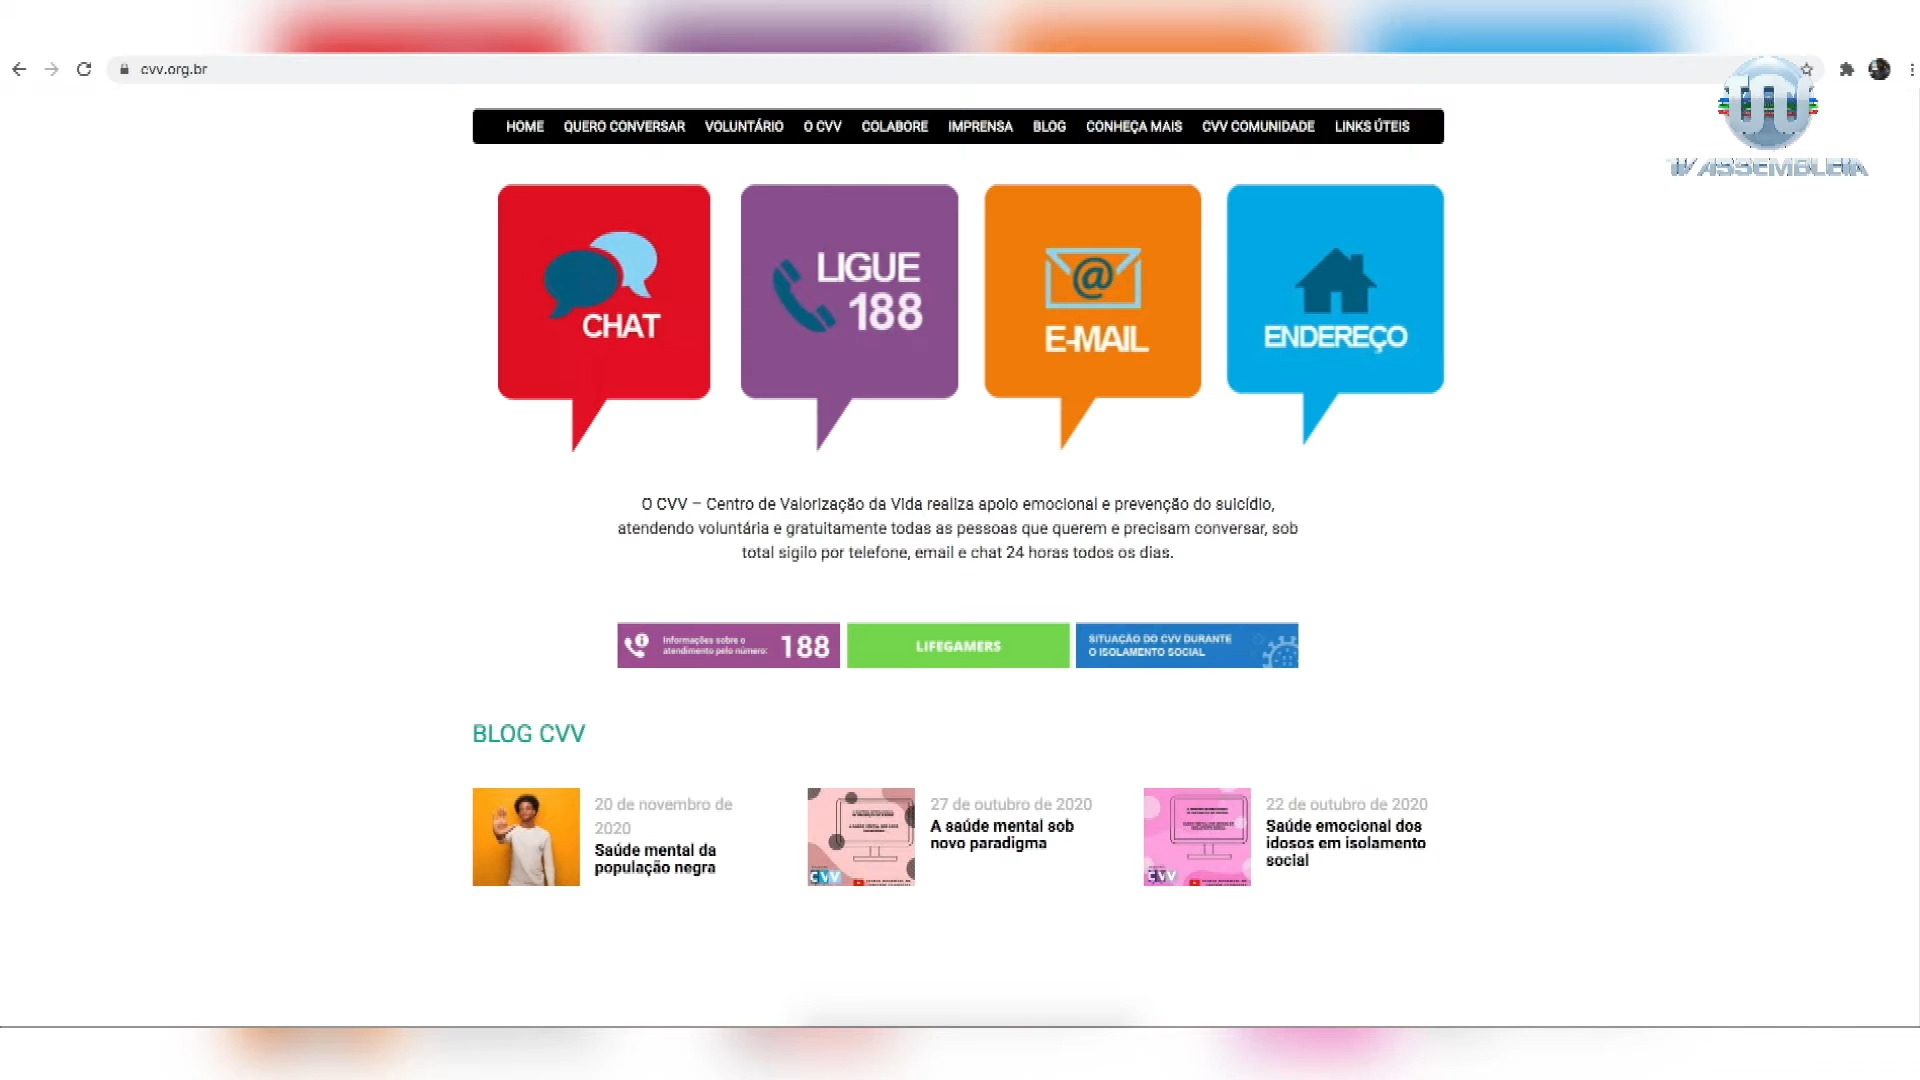 cvv.org.br
TV ASSEMBLEIA
HOME QUERO CONVERSAR VOLUNTÁRIO O CVV COLABORE IMPRENSA BLOG CONHEÇA MAIS CVV COMUNIDADE LINKS ÚTEIS
CHAT
LIGUE
188
@
E-MAIL
ENDEREÇO
O CVV – Centro de Valorização da Vida realiza apoio emocional e prevenção do suicídio,
atendendo voluntária e gratuitamente todas as pessoas que querem e precisam conversar, sob
total sigilo por telefone, email e chat 24 horas todos os dias.
Informações sobre o
atendimento pelo número: 188
LIFEGAMERS
SITUAÇÃO DO CVV DURANTE
O ISOLAMENTO SOCIAL
BLOG CVV
20 de novembro de
2020
Saúde mental da
população negra
CVV
27 de outubro de 2020
A saúde mental sob
novo paradigma
CVV
22 de outubro de 2020
Saúde emocional dos
idosos em isolamento
social